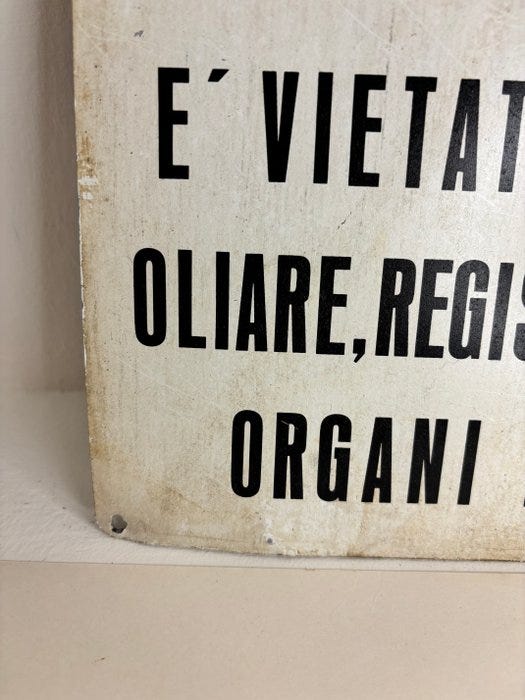 E´ VIETAT
OLIARE, REGIS
ORGANI